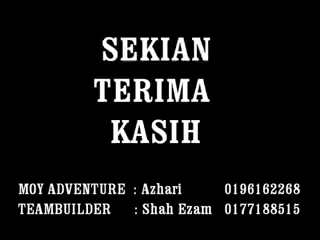 SEKIAN
TERIMA
KASIH
MOY ADVENTURE : Azhari 0196162268
TEAMBUILDER : Shah Ezam 0177188515